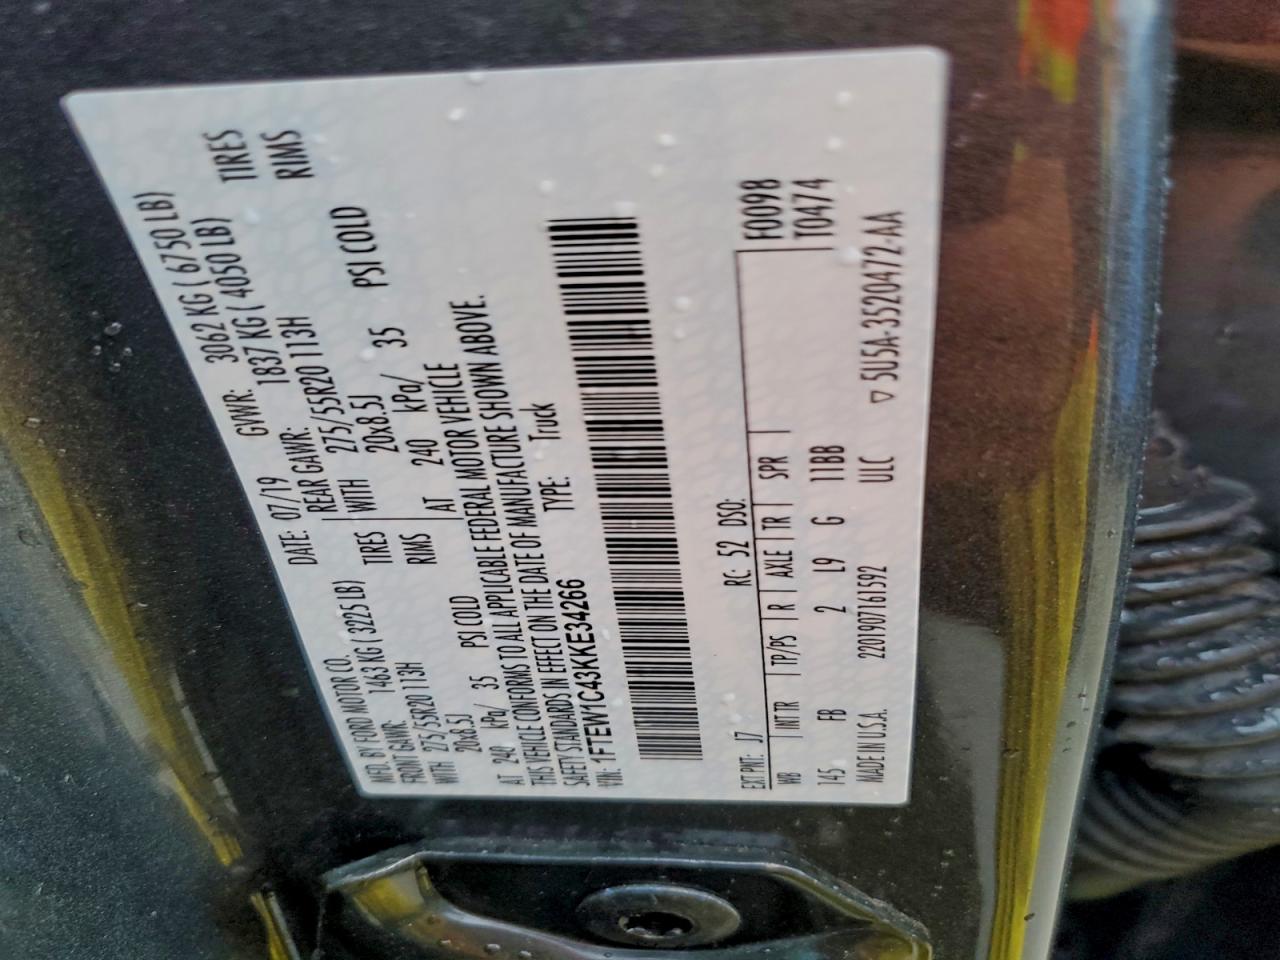 MFD. BY FORD MOTOR CO.
DATE: 07/19 GVWR: 3062 KG ( 6750 LB)
FRONT GAWR: 1463 KG ( 3225 LB) REAR GAWR: 1837 KG ( 4050 LB)
WITH 275/55R20 113H TIRES WITH 275/55R20 113H TIRES
20x8.5J RIMS 20x8.5J RIMS
AT 240 kPa/ 35 PSI COLD AT 240 kPa/ 35 PSI COLD
THIS VEHICLE CONFORMS TO ALL APPLICABLE FEDERAL MOTOR VEHICLE
SAFETY STANDARDS IN EFFECT ON THE DATE OF MANUFACTURE SHOWN ABOVE.
VIN: 1FTEW1C43KKE34266 TYPE: Truck
F0098
T0474
EXT PNT: J7 RC: 52 DSO:
WB INTTR TP/PS R AXLE TR SPR
145 FB 2 L9 G 11BB
MADE IN U.S.A. 2201907161592 ULC ▽ 5U5A-3520472-AA